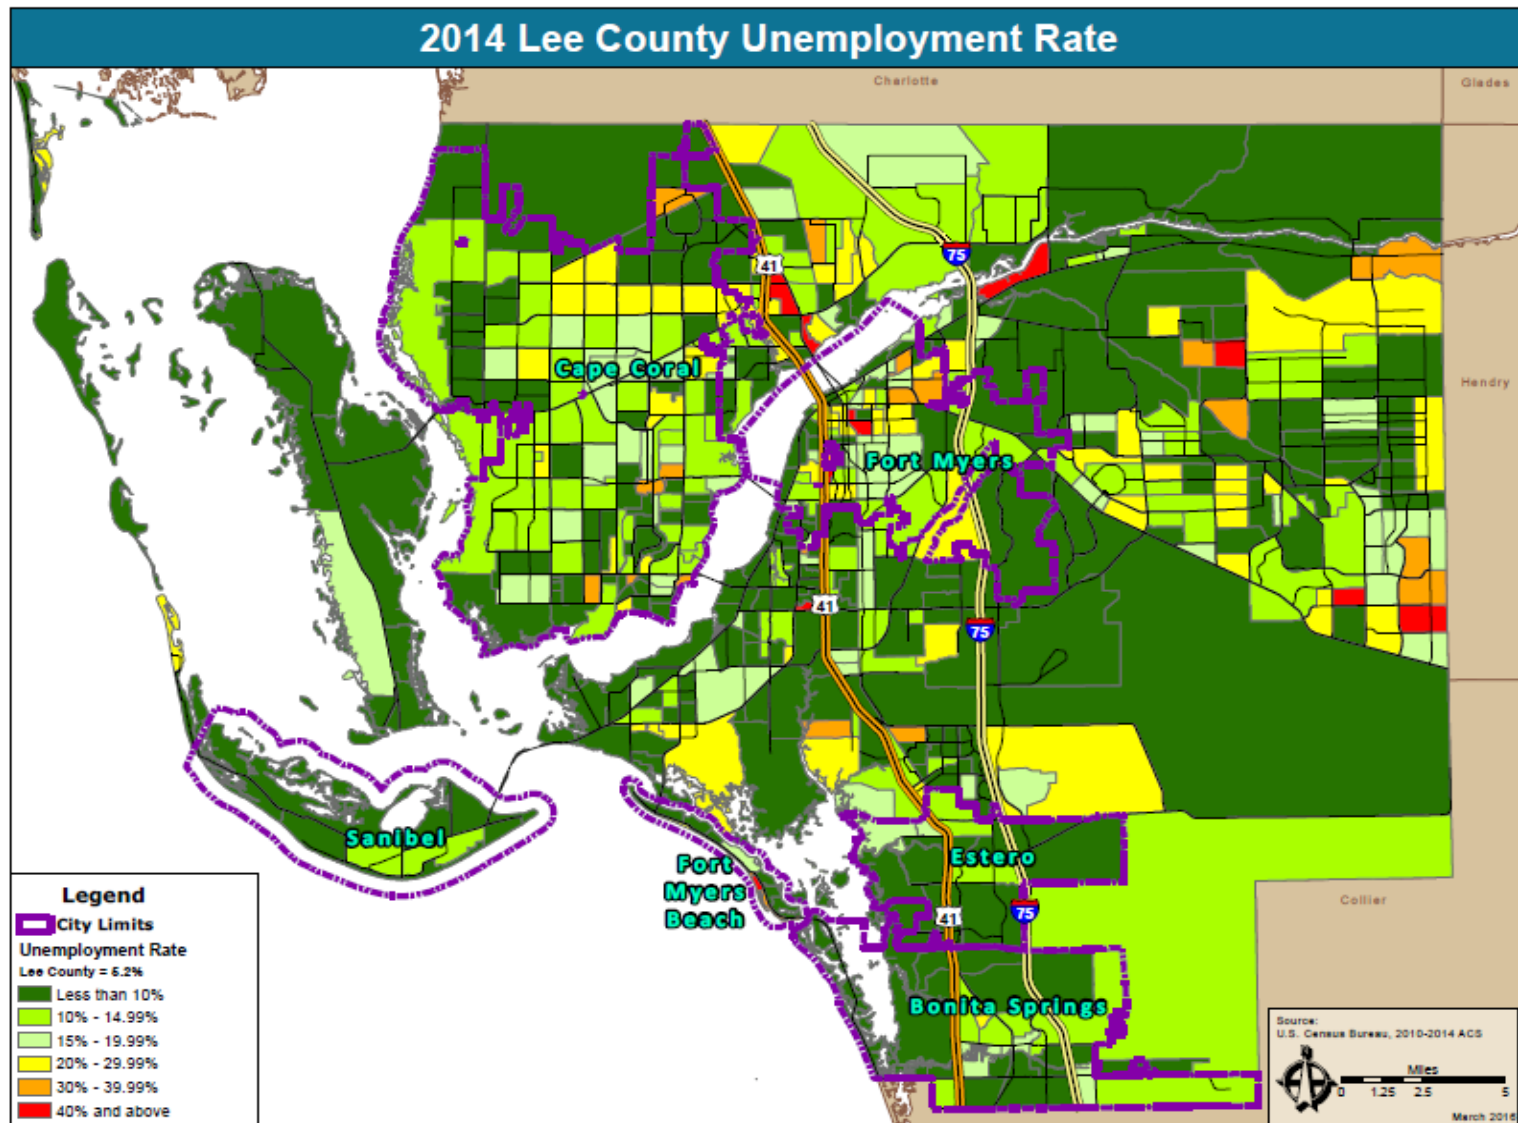 2014 Lee County Unemployment Rate
Charlotte
Glades
75
41
Cape Coral
Hendry
Fort Myers
41
75
Sanibel
Estero
Fort
Myers
Beach
41
75
Collier
Bonita Springs
Legend
City Limits
Unemployment Rate
Lee County = 5.2%
Less than 10%
10% - 14.99%
15% - 19.99%
20% - 29.99%
30% - 39.99%
40% and above
Source:
U.S. Census Bureau, 2010-2014 ACS
Miles
0 1.25 2.5 5
March 2016